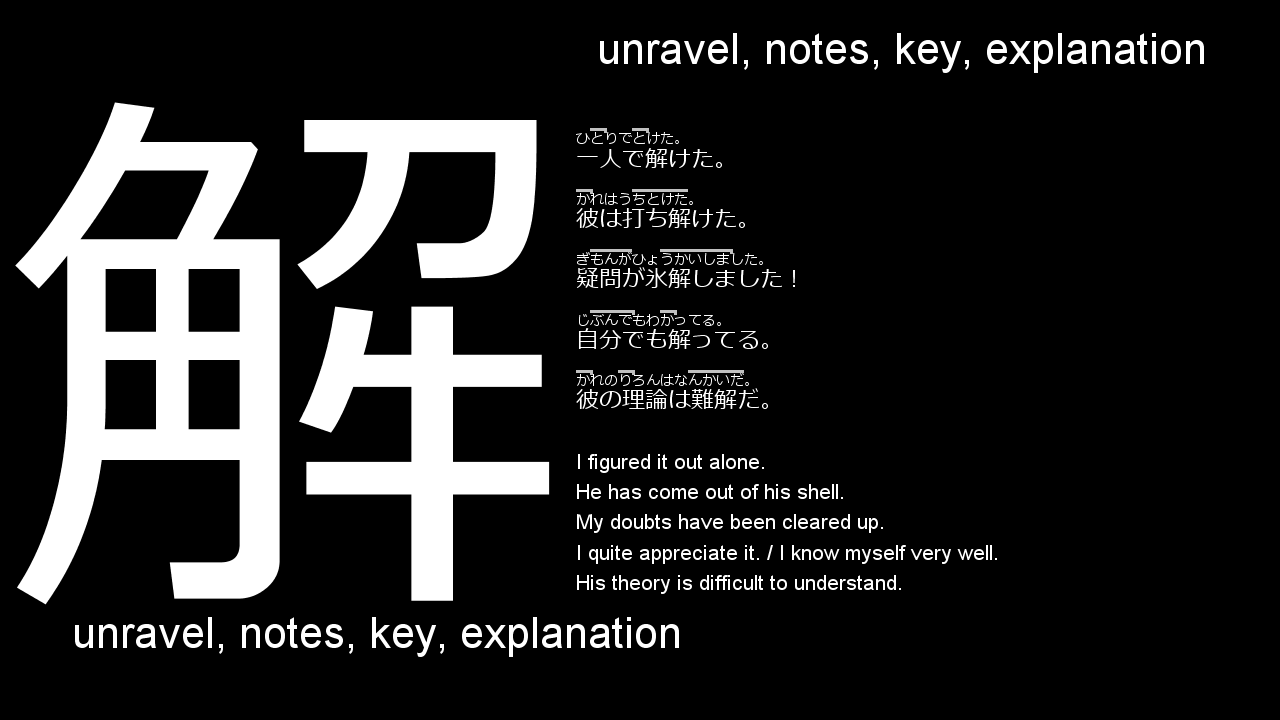 unravel, notes, key, explanation
解
ひとりでとけた。
一人で解けた。
かれはうちとけた。
彼は打ち解けた。
ぎもんがひょうかいしました。
疑問が氷解しました！
じぶんでもわかってる。
自分でも解ってる。
かれのりろんはなんかいだ。
彼の理論は難解だ。
I figured it out alone.
He has come out of his shell.
My doubts have been cleared up.
I quite appreciate it. / I know myself very well.
His theory is difficult to understand.
unravel, notes, key, explanation